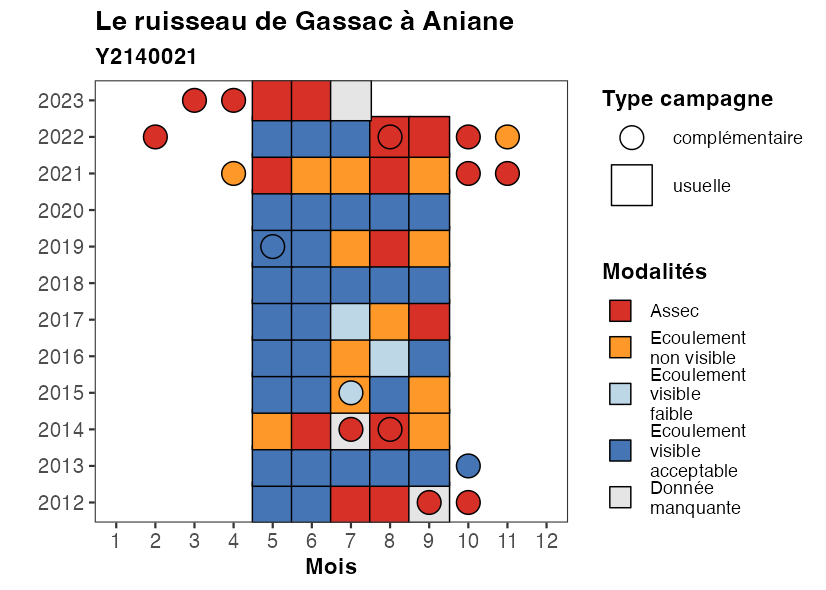 Le ruisseau de Gassac à Aniane
Y2140021
2023
2022
2021
2020
2019
2018
2017
2016
2015
2014
2013
2012
1 2 3 4 5 6 7 8 9 10 11 12
Mois
Type campagne
complémentaire
usuelle
Modalités
Assec
Ecoulement
non visible
Ecoulement
visible
faible
Ecoulement
visible
acceptable
Donnée
manquante